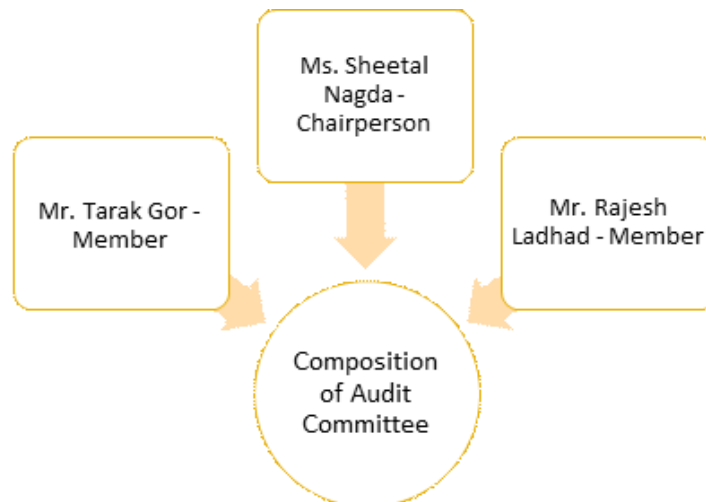 Ms. Sheetal
Nagda -
Chairperson
Mr. Tarak Gor -
Member
Mr. Rajesh
Ladhad - Member
Composition
of Audit
Committee